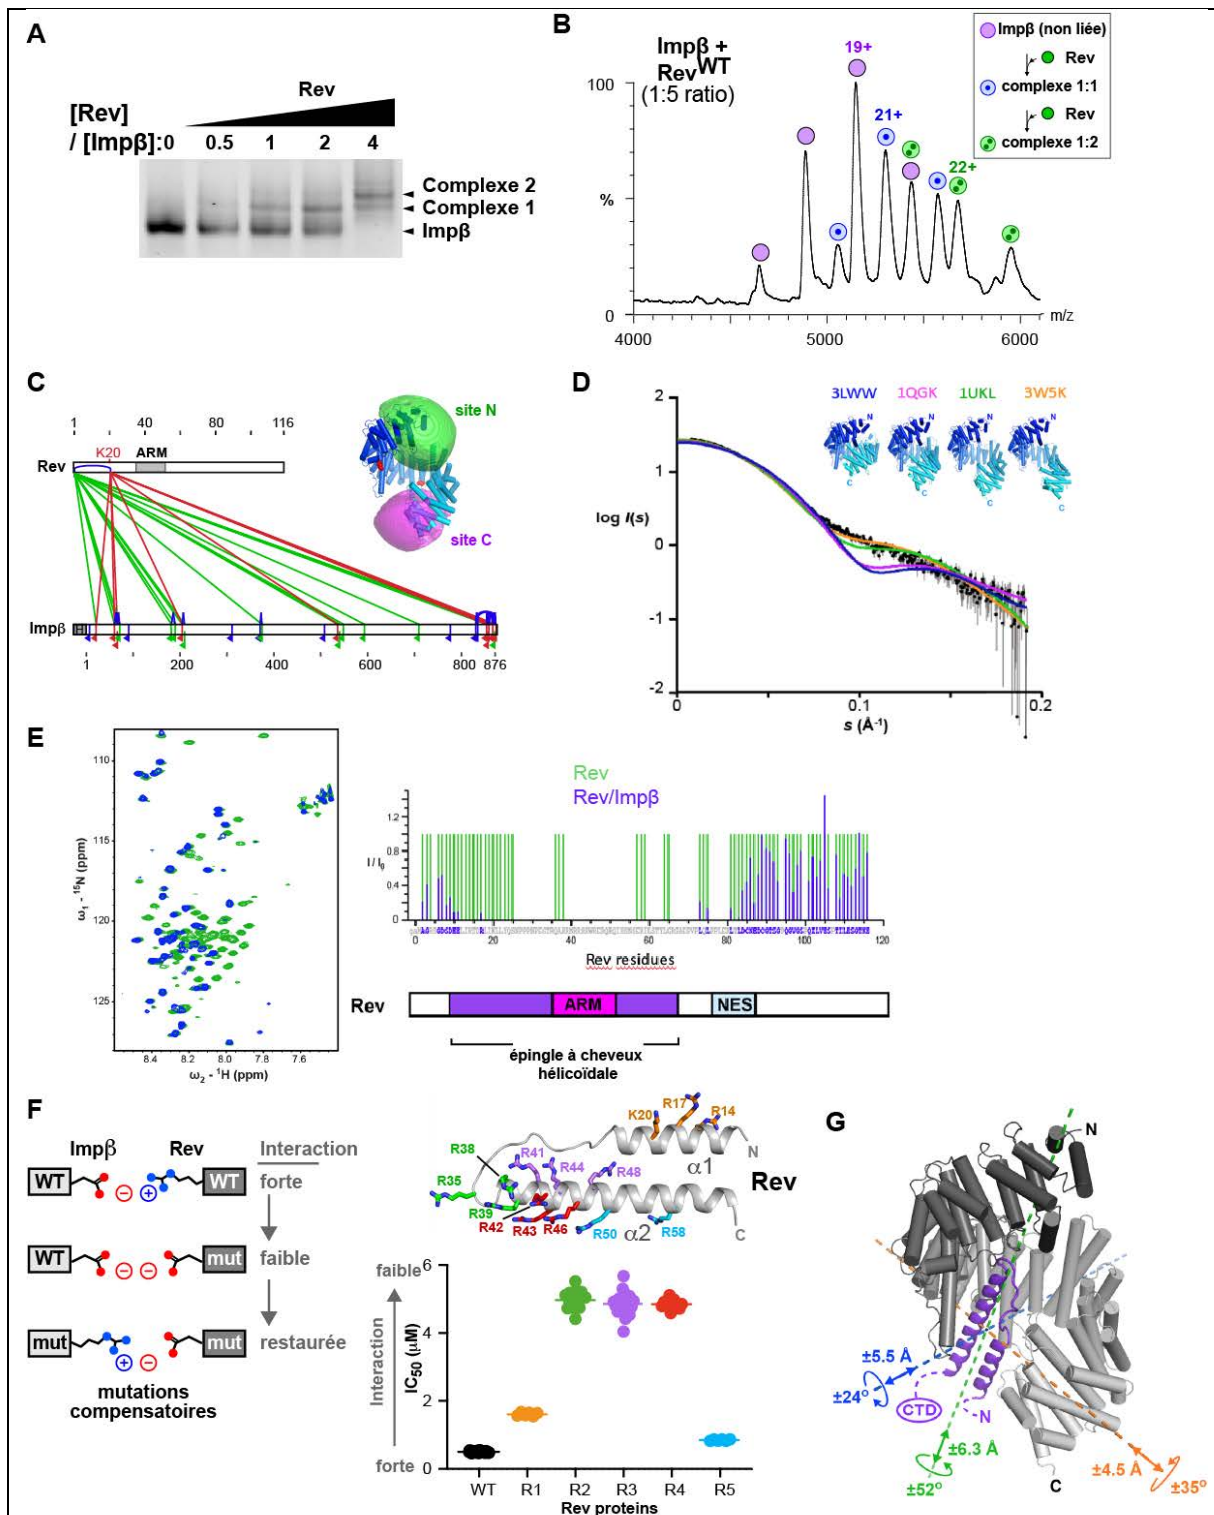 A
Rev
[Rev]
/ [Impβ]:0 0.5 1 2 4
Complexe 2
Complexe 1
Impβ
B
Impβ +
Rev^WT
(1:5 ratio)
19+
21+
22+
100
%
0
4000 5000 6000 m/z
Impβ (non liée)
Rev
complexe 1:1
Rev
complexe 1:2
C
1 40 80 116
K20 ARM
Rev
site N
site C
Impβ
1 200 400 600 800 876
D
3LWW 1QGK 1UKL 3W5K
N N N N
C C C C
2
1
log I(s)
0
-1
-2
0 0.1 0.2
s (Å⁻¹)
E
110
115
120
125
ω₁ - ¹⁵N (ppm)
8.4 8.2 8.0 7.8 7.6
ω₂ - ¹H (ppm)
Rev
Rev/Impβ
1.2
0.8
0.4
0
I / I₀
0 20 40 60 80 100 120
Rev residues
Rev ARM NES
épingle à cheveux
hélicoïdale
F
Impβ Rev Interaction
WT WT forte
WT mut faible
mut mut restaurée
mutations
compensatoires
K20 R17 R14
N
α1
R38 R41 R44 R48
Rev
R35
R39
R42 R43 R46 R50 α2 R58
C
faible
Interaction
forte
IC₅₀ (μM)
6
4
2
0
WT R1 R2 R3 R4 R5
Rev proteins
G
N
±5.5 Å
±24°
CTD
N
±6.3 Å
±52°
±4.5 Å
±35°
C